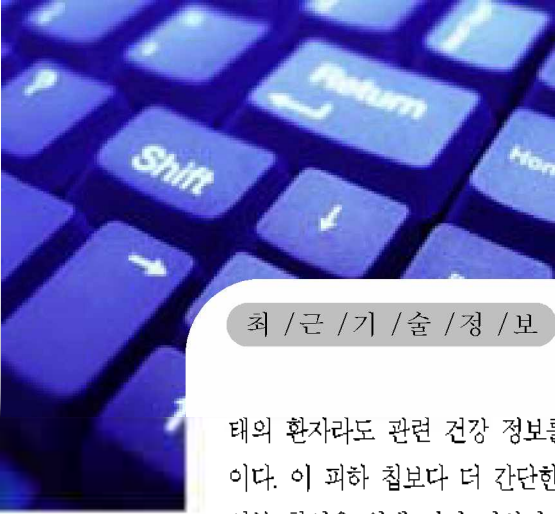 Return
Shift
↓
→
최 /근 /기 /술 /정 /보
태의 환자라도 관련 건강 정보를
이다. 이 피하 칩보다 더 간단한